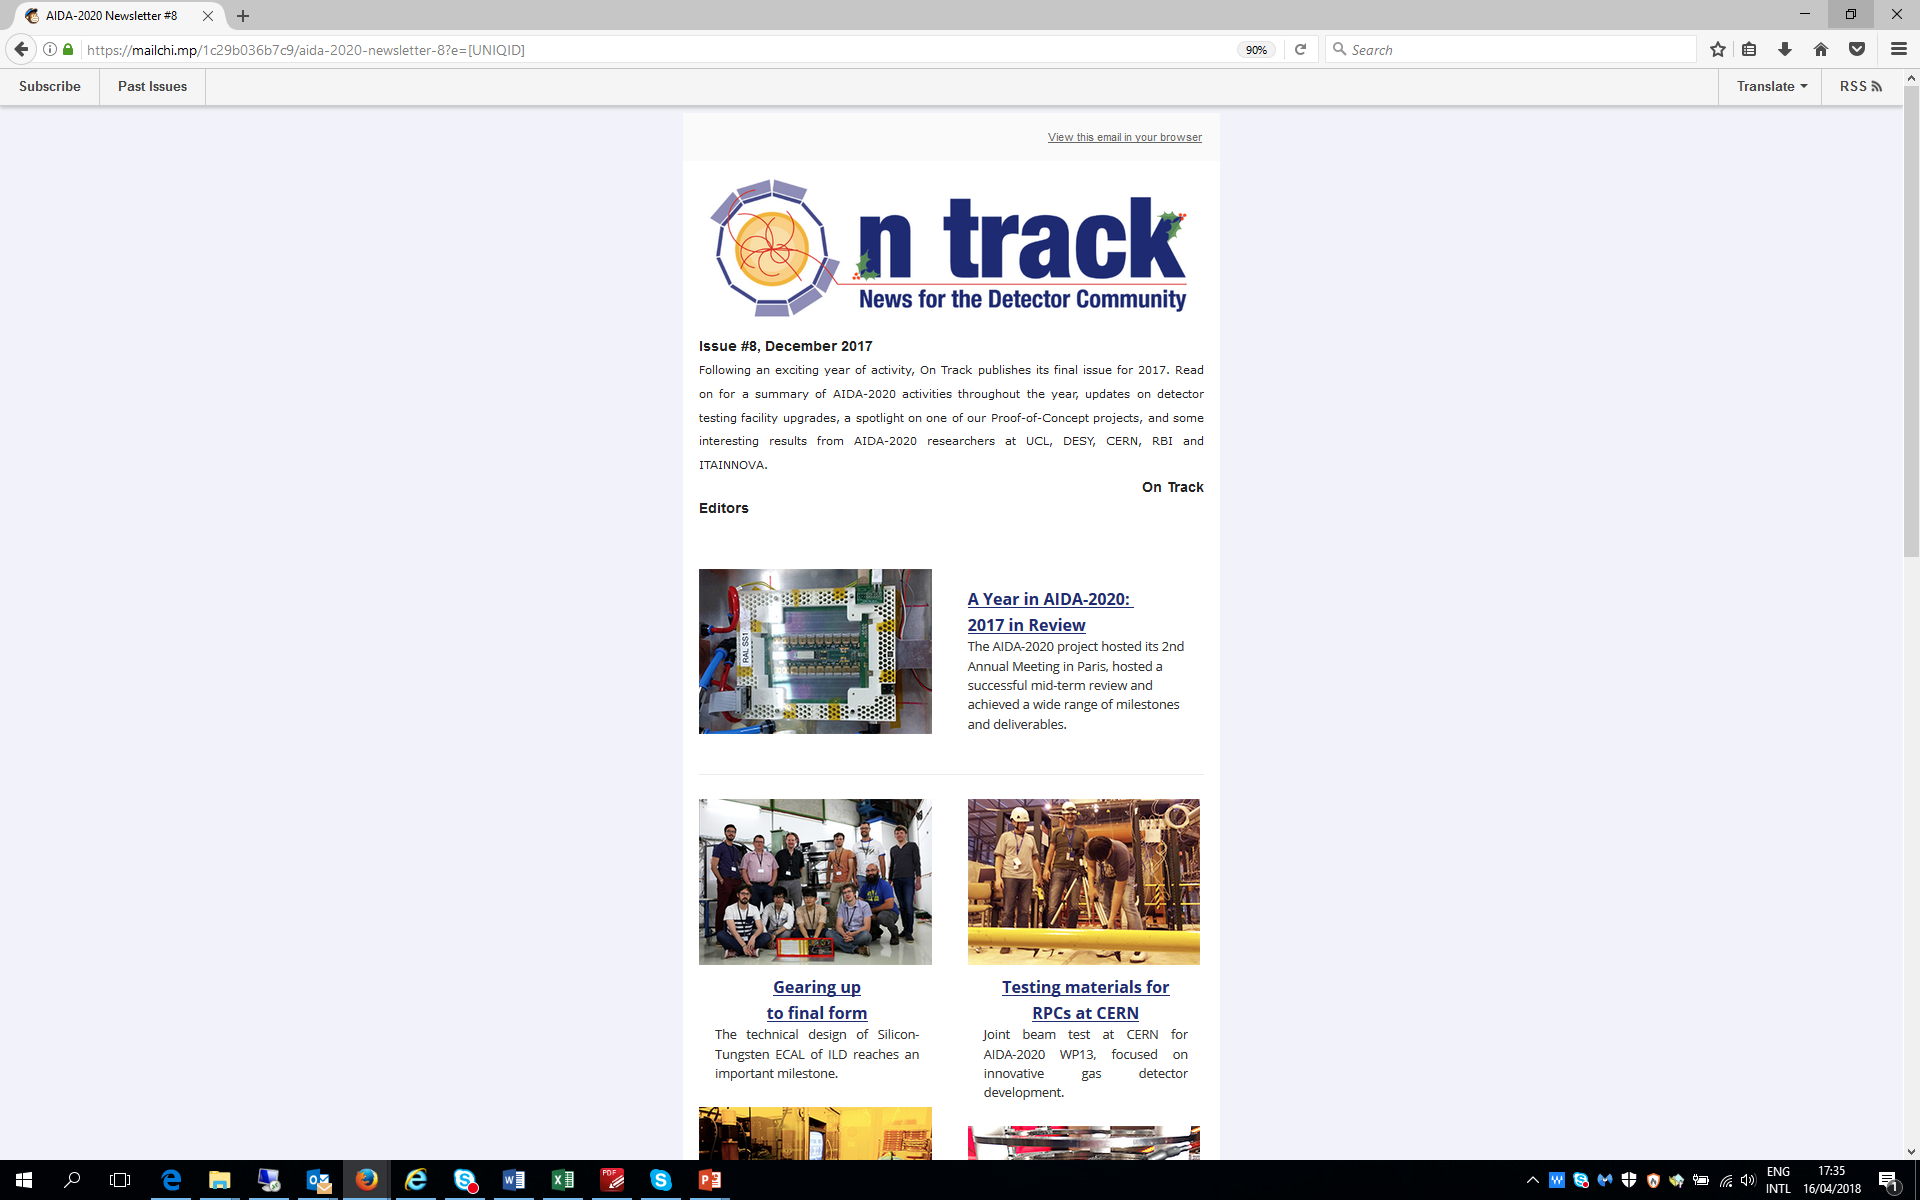 AIDA-2020 Newsletter #8
https://mailchi.mp/1c29b036b7c9/aida-2020-newsletter-8?e=[UNIQID]
90%
Search
Subscribe
Past Issues
Translate
RSS
View this email in your browser
n track
News for the Detector Community
Issue #8, December 2017
Following an exciting year of activity, On Track publishes its final issue for 2017. Read
on for a summary of AIDA-2020 activities throughout the year, updates on detector
testing facility upgrades, a spotlight on one of our Proof-of-Concept projects, and some
interesting results from AIDA-2020 researchers at UCL, DESY, CERN, RBI and
ITAINNOVA.
On Track
Editors
RAL SS1
A Year in AIDA-2020:
2017 in Review
The AIDA-2020 project hosted its 2nd
Annual Meeting in Paris, hosted a
successful mid-term review and
achieved a wide range of milestones
and deliverables.
Gearing up
to final form
The technical design of Silicon-
Tungsten ECAL of ILD reaches an
important milestone.
Testing materials for
RPCs at CERN
Joint beam test at CERN for
AIDA-2020 WP13, focused on
innovative gas detector
development.
PDF
ENG
INTL
17:35
16/04/2018
1